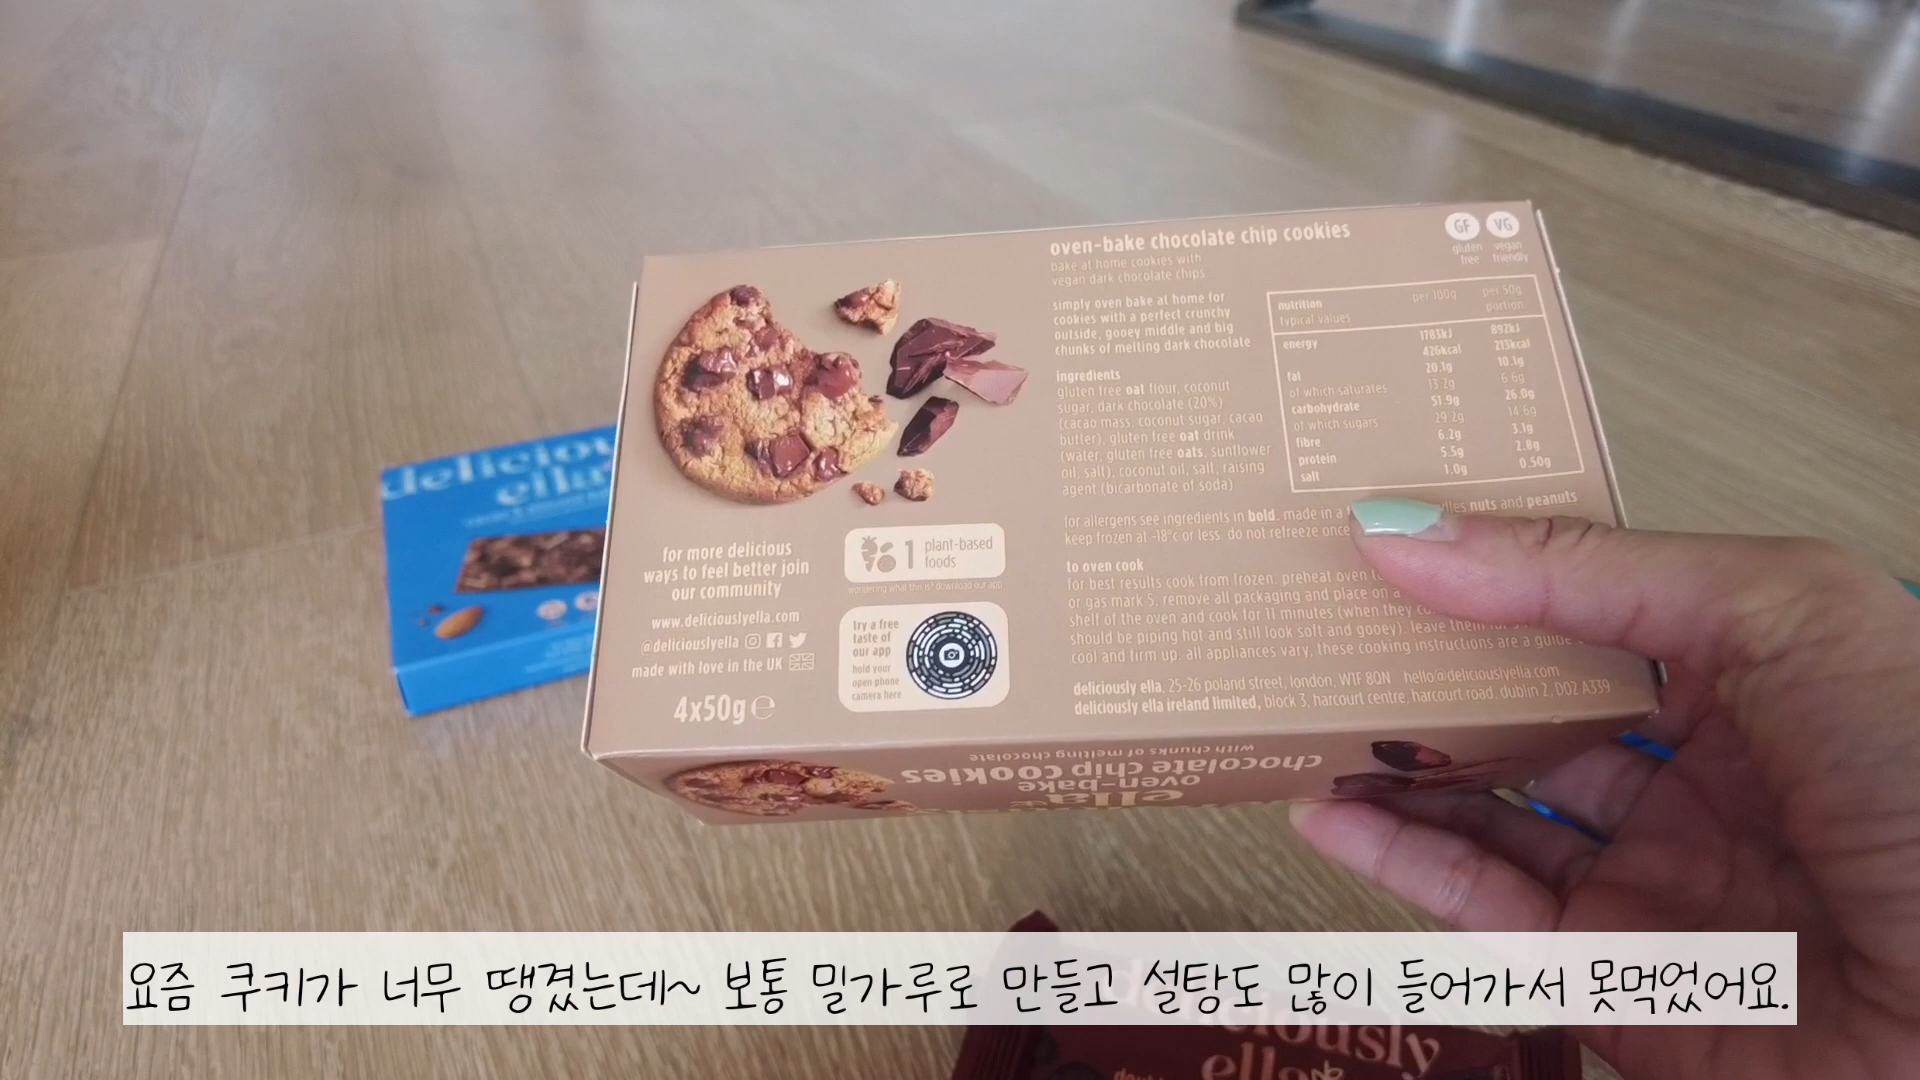 oven-bake chocolate chip cookies
bake at home cookies with
vegan dark chocolate chips
simply oven bake at home for
cookies with a perfect crunchy
outside, gooey middle and big
chunks of melting dark chocolate
ingredients
gluten free oat flour, coconut
sugar, dark chocolate (20%)
(cacao mass, coconut sugar, cacao
butter), gluten free oat drink
(water, gluten free oats, sunflower
oil, salt), coconut oil, salt, raising
agent (bicarbonate of soda)
GF VG
gluten free vegan friendly
nutrition per 100g per 50g
typical values portion
energy 1783kJ 892kJ
426kcal 213kcal
fat 20.1g 10.1g
of which saturates 13.2g 6.6g
carbohydrate 51.9g 26.0g
of which sugars 29.2g 14.6g
fibre 6.2g 3.1g
protein 5.5g 2.8g
salt 1.0g 0.50g
for allergens see ingredients in bold. made in a nuts and peanuts
keep frozen at -18°c or less. do not refreeze once
to oven cook
for best results cook from frozen. preheat oven
or gas mark 5. remove all packaging and place on a
shelf of the oven and cook for 11 minutes (when they
should be piping hot and still look soft and gooey). leave them
cool and firm up. all appliances vary, these cooking instructions are a guide
deliciously ella, 25-26 poland street, london, W1F 8QN hello@deliciouslyella.com
deliciously ella ireland limited, block 3, harcourt centre, harcourt road, dublin 2, D02 A339
for more delicious
ways to feel better join
our community
www.deliciouslyella.com
@deliciouslyella
made with love in the UK
4x50g e
1 plant-based
foods
wondering what this is? download our app
try a free
taste of
our app
hold your
open phone
camera here
with chunks of melting chocolate
chocolate chip cookies
oven-bake
ella
ella
요즘 쿠키가 너무 땡겼는데~ 보통 밀가루로 만들고 설탕도 많이 들어가서 못먹었어요.
ella